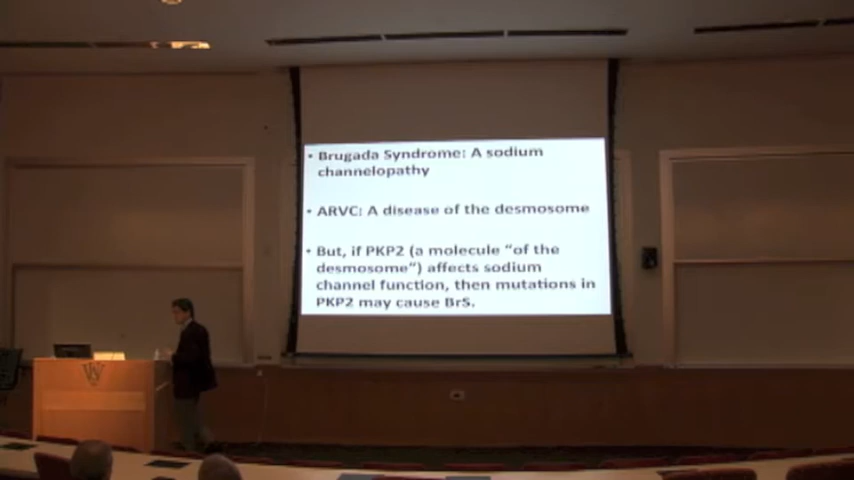 • Brugada Syndrome: A sodium
channelopathy
• ARVC: A disease of the desmosome
• But, if PKP2 (a molecule “of the
desmosome”) affects sodium
channel function, then mutations in
PKP2 may cause BrS.
W